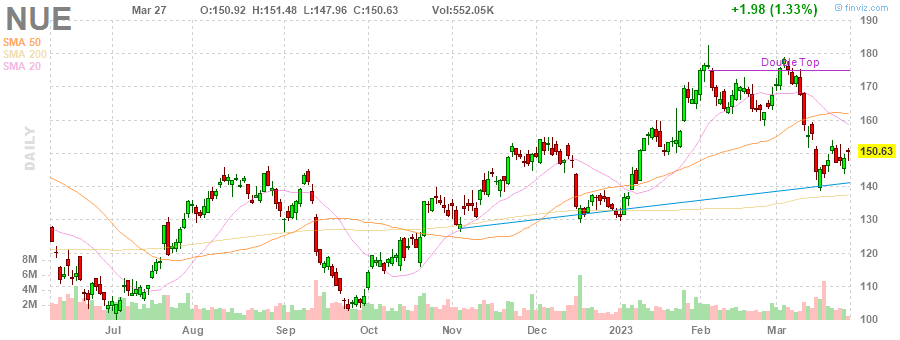 NUE Mar 27 O:150.92 H:151.48 L:147.96 C:150.63 Vol:552.05K +1.98 (1.33%) © finviz.com
SMA 50
SMA 200
SMA 20
DAILY
Double Top
190
180
170
160
150.63
140
130
120
110
100
8M
6M
4M
2M
Jul Aug Sep Oct Nov Dec 2023 Feb Mar